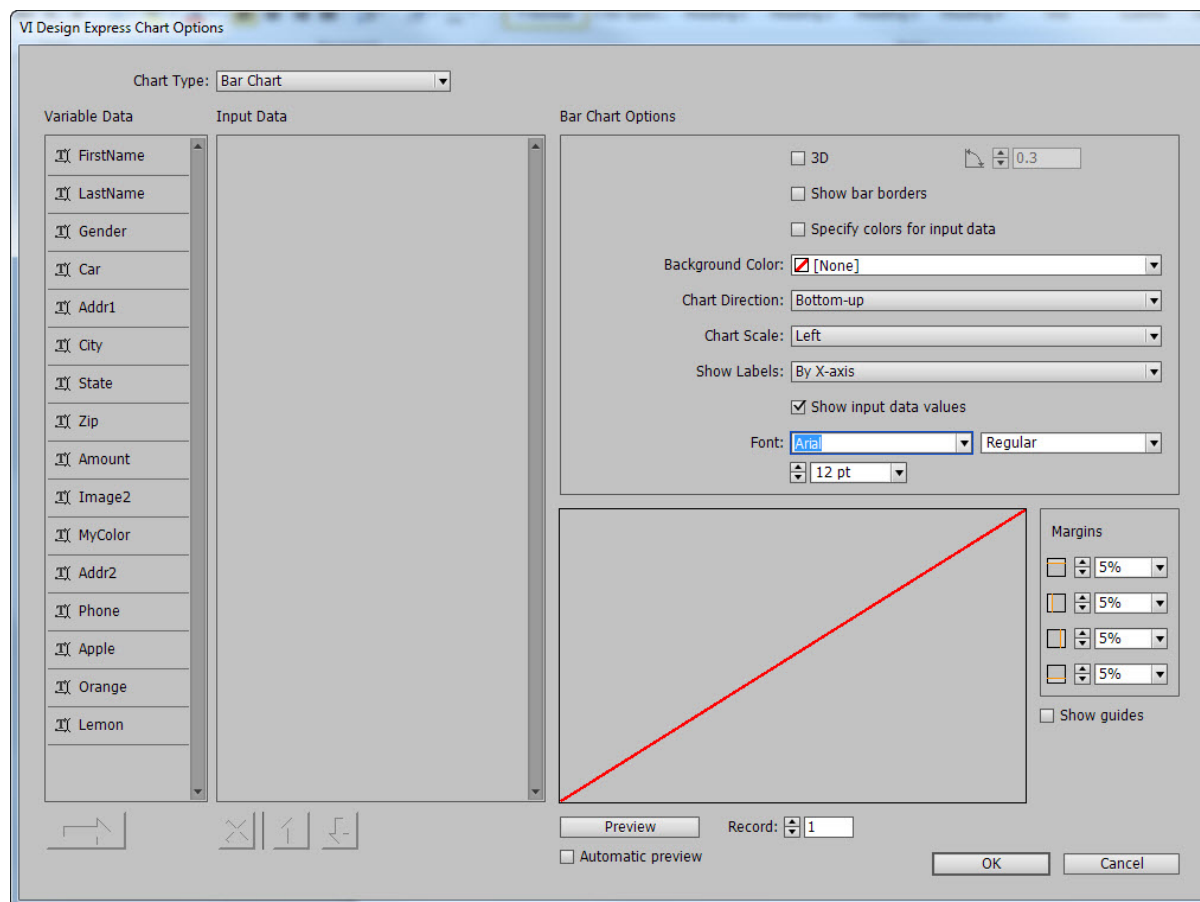 VI Design Express Chart Options
Chart Type: Bar Chart
Variable Data
Input Data
Bar Chart Options
FirstName
LastName
Gender
Car
Addr1
City
State
Zip
Amount
Image2
MyColor
Addr2
Phone
Apple
Orange
Lemon
3D
0.3
Show bar borders
Specify colors for input data
Background Color: [None]
Chart Direction: Bottom-up
Chart Scale: Left
Show Labels: By X-axis
Show input data values
Font: Arial Regular
12 pt
Margins
5%
5%
5%
5%
Show guides
Preview Record: 1
Automatic preview
OK Cancel